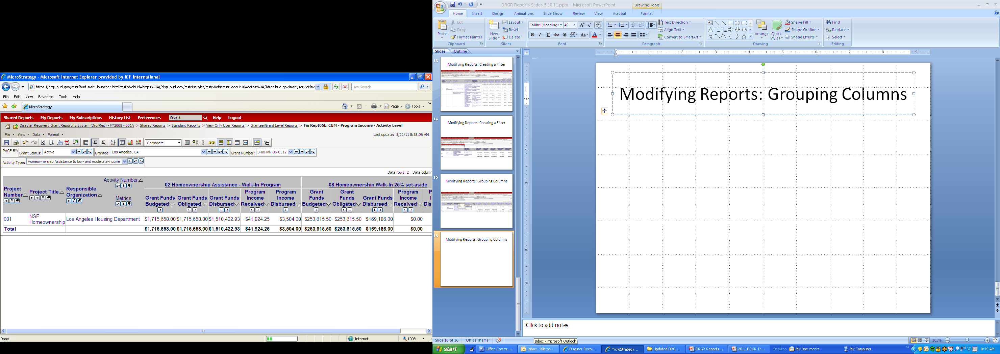 MicroStrategy - Microsoft Internet Explorer provided by ICF International
https://drgr.hud.gov/mstr/hud_mstr_launcher.html?mstrWeb=https%3A//drgr.hud.gov/mstr/servlet/mstrWeb&mstrLogoutUrl=https%3A//drgr.hud.gov/mstr/servlet/m
Live Search
File Edit View Favorites Tools Help
MicroStrategy
Page Tools
Shared Reports My Reports My Subscriptions History List Preferences Search Help Logout
Disaster Recovery Grant Reporting System (DrgrRep) - FY2008 - 001A > Shared Reports > Standard Reports > View Only User Reports > Grantee/Grant Level Reports > Fin Rept05b: CUM - Program Income - Activity Level
File View Data Format
Last update: 5/11/11 8:38:06 AM
Corporate
PAGE-BY: Grant Status: Active Grantee: Los Angeles, CA Grant Number: B-08-MN-06-0512
Activity Type: Homeownership Assistance to low- and moderate-income
Data rows: 2 Data colum
Activity Number
02 Homeownership Assistance - Walk-In Program 08 Homeownership Walk-In 25% set-aside
Project Number Project Title Responsible Organization Metrics
Grant Funds Budgeted Grant Funds Obligated Grant Funds Disbursed Program Income Received Program Income Disbursed Grant Funds Budgeted Grant Funds Obligated Grant Funds Disbursed Program Income Received
001 NSP Homeownership Los Angeles Housing Department $1,715,658.00 $1,715,658.00 $1,510,422.93 $41,924.25 $3,504.00 $253,615.50 $253,615.50 $169,186.00 $0.00
Total $1,715,658.00 $1,715,658.00 $1,510,422.93 $41,924.25 $3,504.00 $253,615.50 $253,615.50 $169,186.00 $0.00
Done
Internet
100%
DRGR Reports Slides_5.10.11.pptx - Microsoft PowerPoint
Drawing Tools
Home Insert Design Animations Slide Show Review View Acrobat Format
Paste
Cut
Copy
Format Painter
Clipboard
New Slide
Layout
Reset
Delete
Slides
Calibri (Headings) 40
Font
Text Direction
Align Text
Convert to SmartArt
Paragraph
Arrange
Quick Styles
Shape Fill
Shape Outline
Shape Effects
Drawing
Find
Replace
Select
Editing
Slides Outline
13
Modifying Reports: Creating a Filter
14
Modifying Reports: Creating a Filter
15
Modifying Reports: Grouping Columns
16
Modifying Reports: Grouping Columns
1 2 3 4 5 6 7 8 9
1
2
3
4
5
6
Modifying Reports: Grouping Columns
Click to add notes
Slide 16 of 16 "Office Theme"
103%
Inbox - Microsoft Outlook
start Office Commu... Inbox - Micros... Disaster Reco... MicroStrategy... Updated DRG... DRGR Reports... 2011 DRGR Tr... Desktop My Documents My Computer 8:49 AM